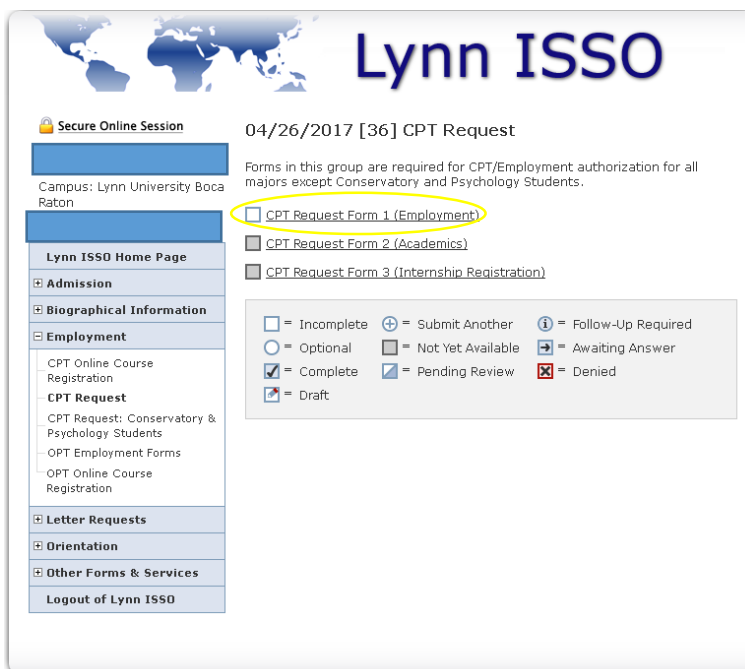 Lynn ISSO
Secure Online Session
Campus: Lynn University Boca
Raton
Lynn ISSO Home Page
Admission
Biographical Information
Employment
CPT Online Course
Registration
CPT Request
CPT Request: Conservatory &
Psychology Students
OPT Employment Forms
OPT Online Course
Registration
Letter Requests
Orientation
Other Forms & Services
Logout of Lynn ISSO
04/26/2017 [36] CPT Request
Forms in this group are required for CPT/Employment authorization for all
majors except Conservatory and Psychology Students.
CPT Request Form 1 (Employment)
CPT Request Form 2 (Academics)
CPT Request Form 3 (Internship Registration)
= Incomplete = Submit Another = Follow-Up Required
= Optional = Not Yet Available = Awaiting Answer
= Complete = Pending Review = Denied
= Draft